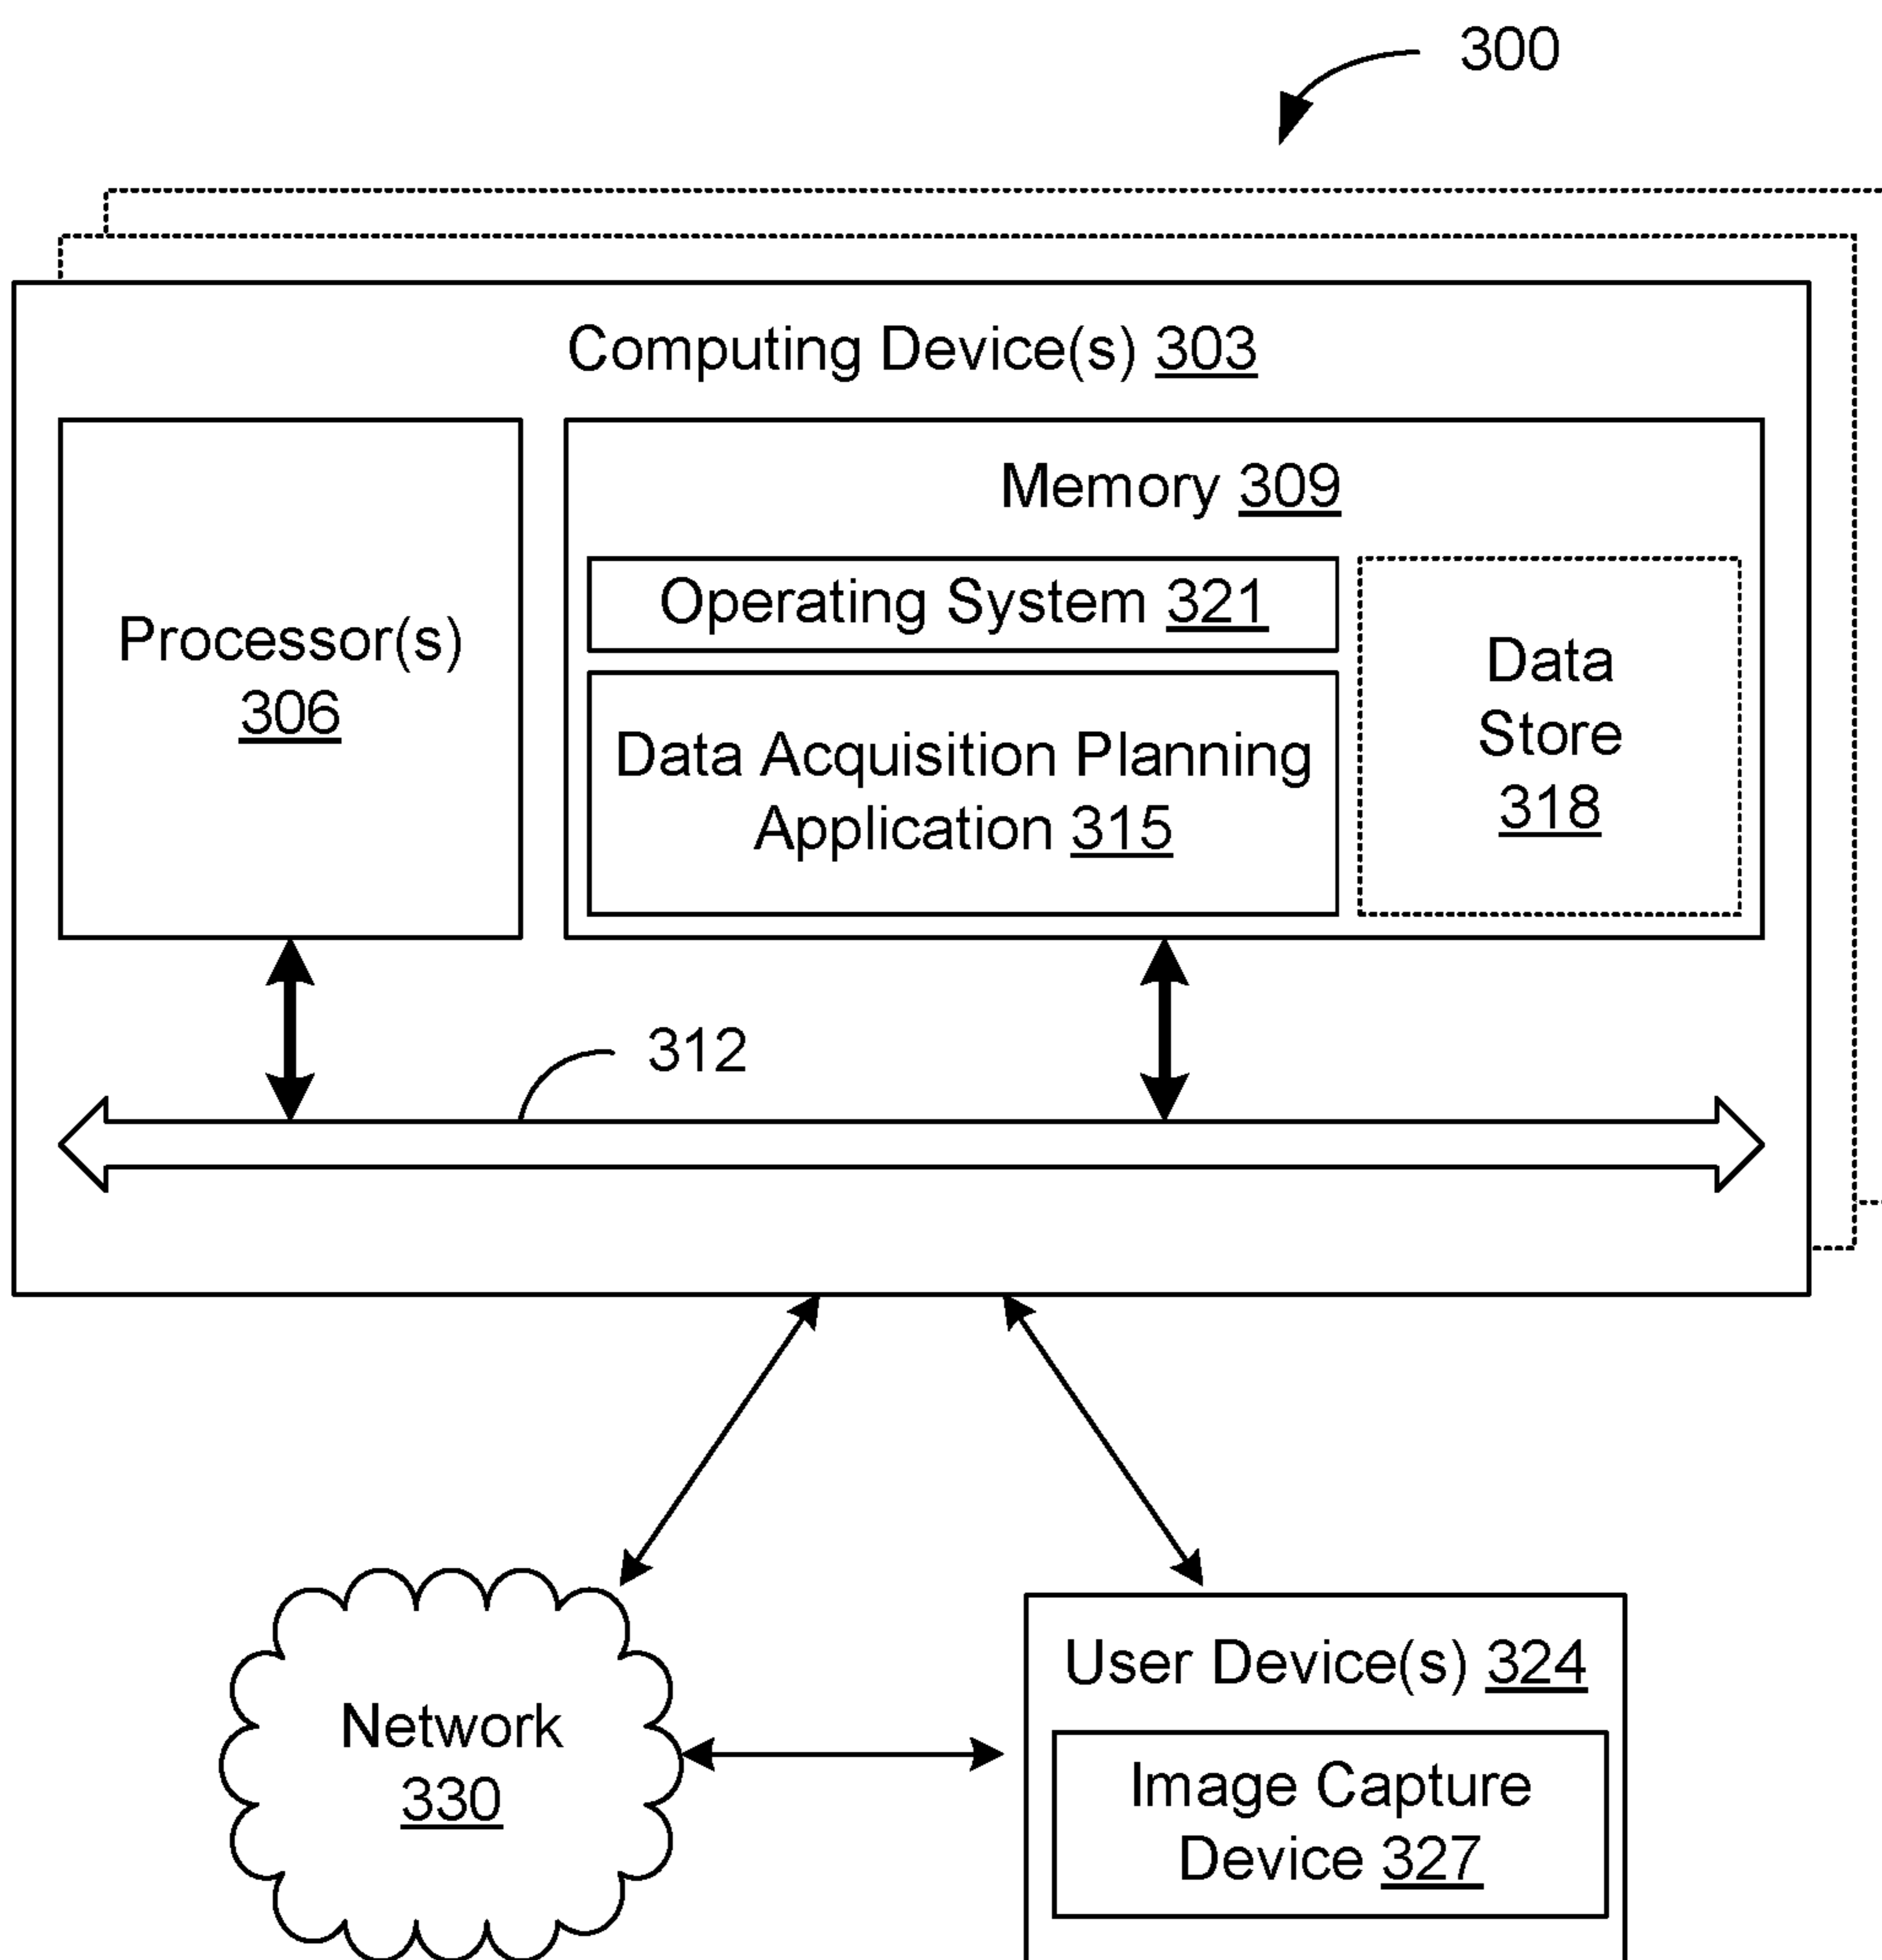 300
Computing Device(s) 303
Memory 309
Operating System 321
Processor(s)
306
Data Acquisition Planning
Application 315
Data
Store
318
312
User Device(s) 324
Network
330
Image Capture
Device 327